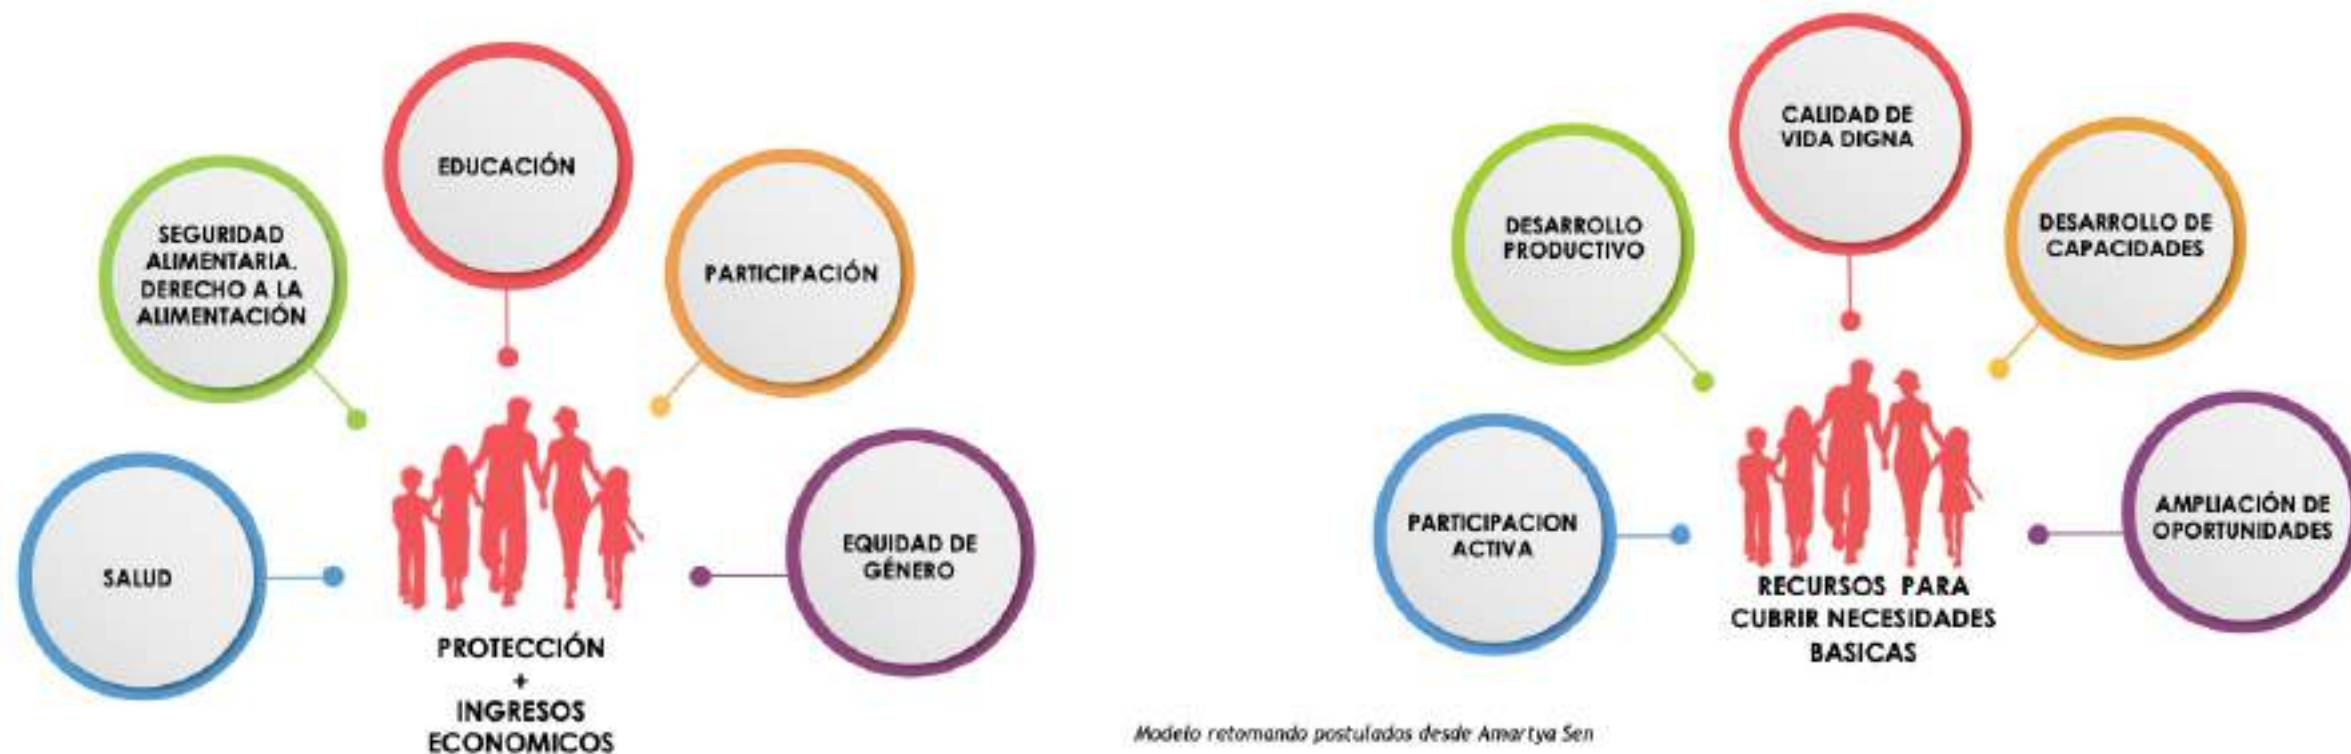 EDUCACIÓN
SEGURIDAD
ALIMENTARIA.
DERECHO A LA
ALIMENTACIÓN
PARTICIPACIÓN
SALUD
EQUIDAD DE
GÉNERO
PROTECCIÓN
+
INGRESOS
ECONOMICOS
CALIDAD DE
VIDA DIGNA
DESARROLLO
PRODUCTIVO
DESARROLLO DE
CAPACIDADES
PARTICIPACION
ACTIVA
AMPLIACIÓN DE
OPORTUNIDADES
RECURSOS PARA
CUBRIR NECESIDADES
BASICAS
Modelo retomando postulados desde Amartya Sen